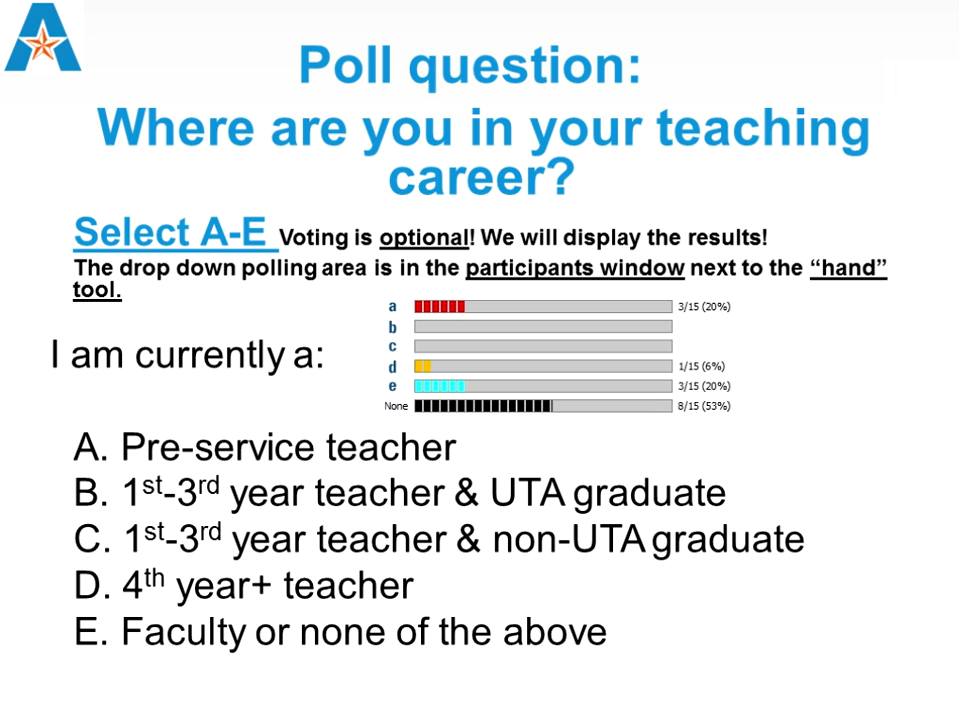 Poll question:
Where are you in your teaching
career?
Select A-E Voting is optional! We will display the results!
The drop down polling area is in the participants window next to the “hand”
tool.
a 3/15 (20%)
b
c
d 1/15 (6%)
e 3/15 (20%)
None 8/15 (53%)
I am currently a:
A. Pre-service teacher
B. 1st-3rd year teacher & UTA graduate
C. 1st-3rd year teacher & non-UTA graduate
D. 4th year+ teacher
E. Faculty or none of the above